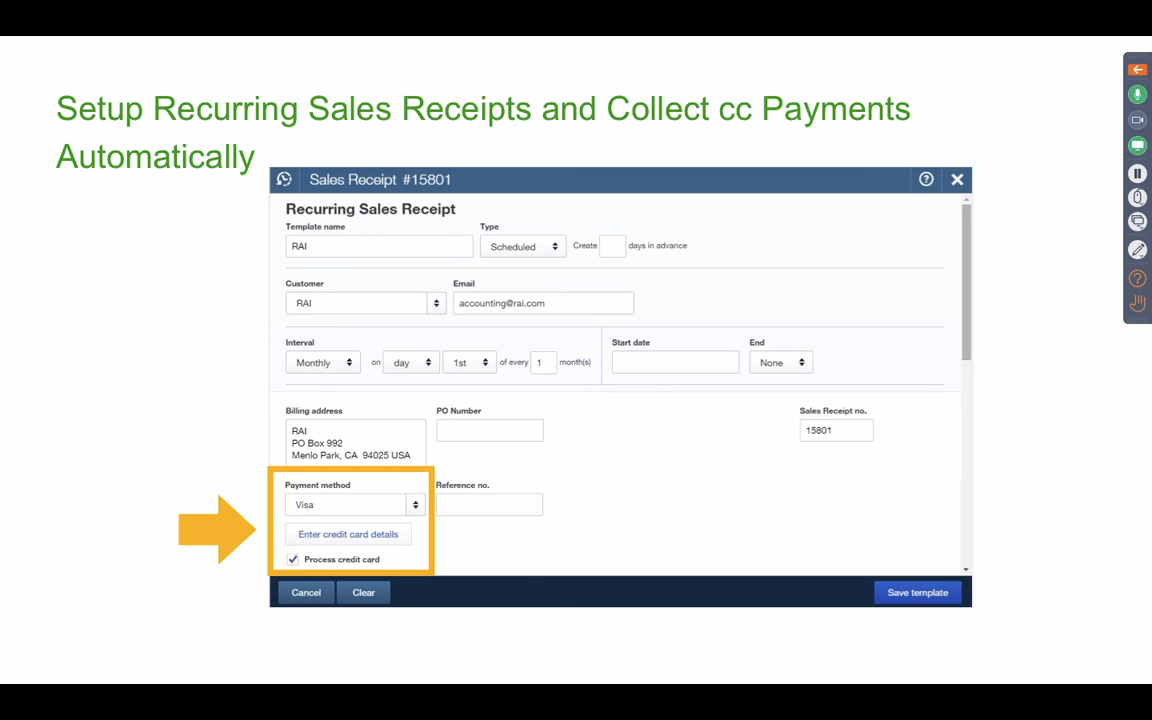 Setup Recurring Sales Receipts and Collect cc Payments
Automatically
Sales Receipt #15801
Recurring Sales Receipt
Template name
Type
RAI
Scheduled
Create
days in advance
Customer
Email
RAI
accounting@rai.com
Interval
Start date
End
Monthly
on
day
1st
of every
1
month(s)
None
Billing address
PO Number
Sales Receipt no.
RAI
PO Box 992
Menlo Park, CA 94025 USA
15801
Payment method
Reference no.
Visa
Enter credit card details
Process credit card
Cancel
Clear
Save template